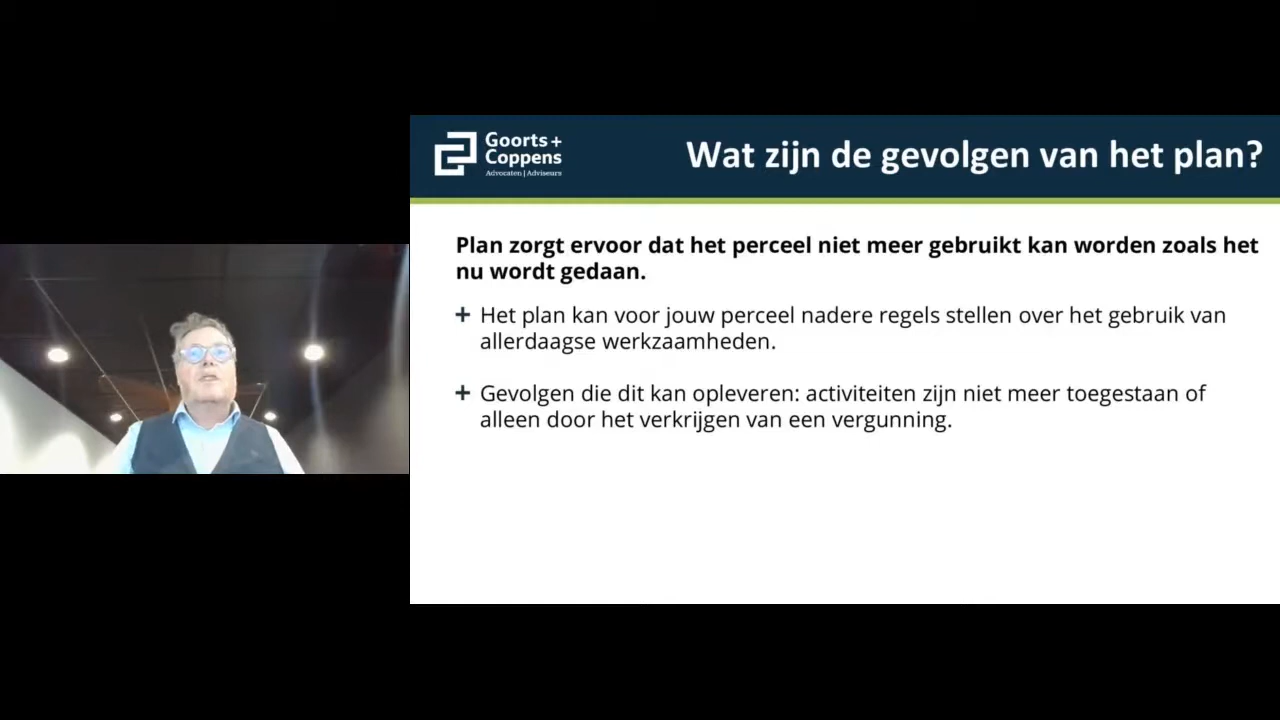 Goorts+
Coppens
Advocaten | Adviseurs
Wat zijn de gevolgen van het plan?
Plan zorgt ervoor dat het perceel niet meer gebruikt kan worden zoals het
nu wordt gedaan.
+ Het plan kan voor jouw perceel nadere regels stellen over het gebruik van
allerdaagse werkzaamheden.
+ Gevolgen die dit kan opleveren: activiteiten zijn niet meer toegestaan of
alleen door het verkrijgen van een vergunning.